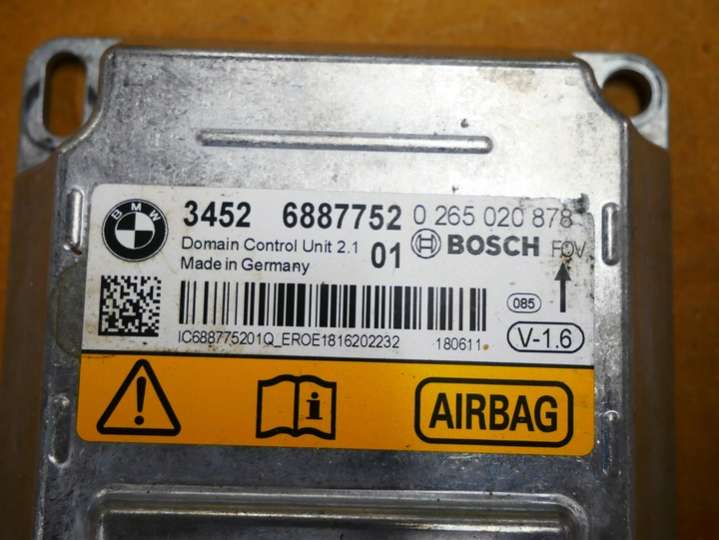 BMW
3452 6887752 0 265 020 878
Domain Control Unit 2.1 01 BOSCH FOV
Made in Germany
085
IC688775201Q_EROE1816202232 180611
V-1.6
i AIRBAG